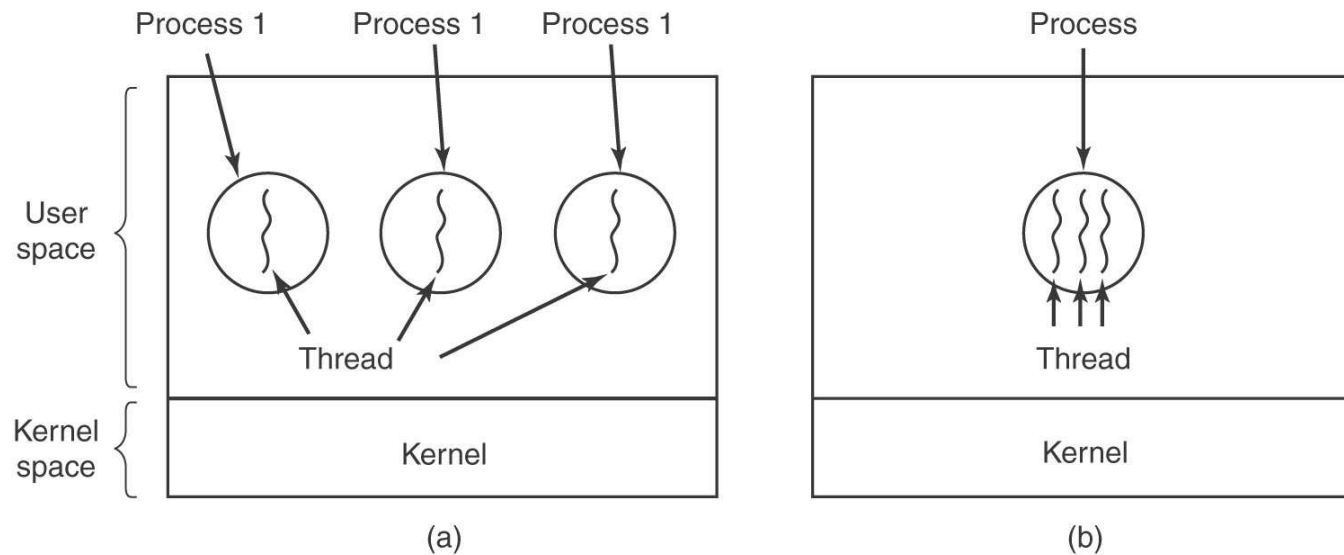 Process 1
Process 1
Process 1
Process
User
space
Thread
Thread
Kernel
space
Kernel
Kernel
(a)
(b)